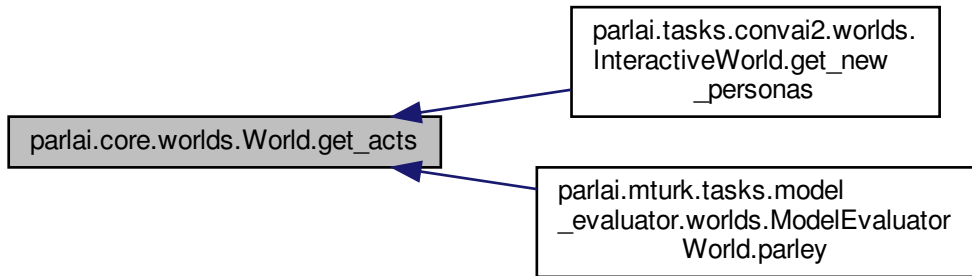 parlai.core.worlds.World.get_acts
parlai.tasks.convai2.worlds.
InteractiveWorld.get_new
_personas
parlai.mturk.tasks.model
_evaluator.worlds.ModelEvaluator
World.parley